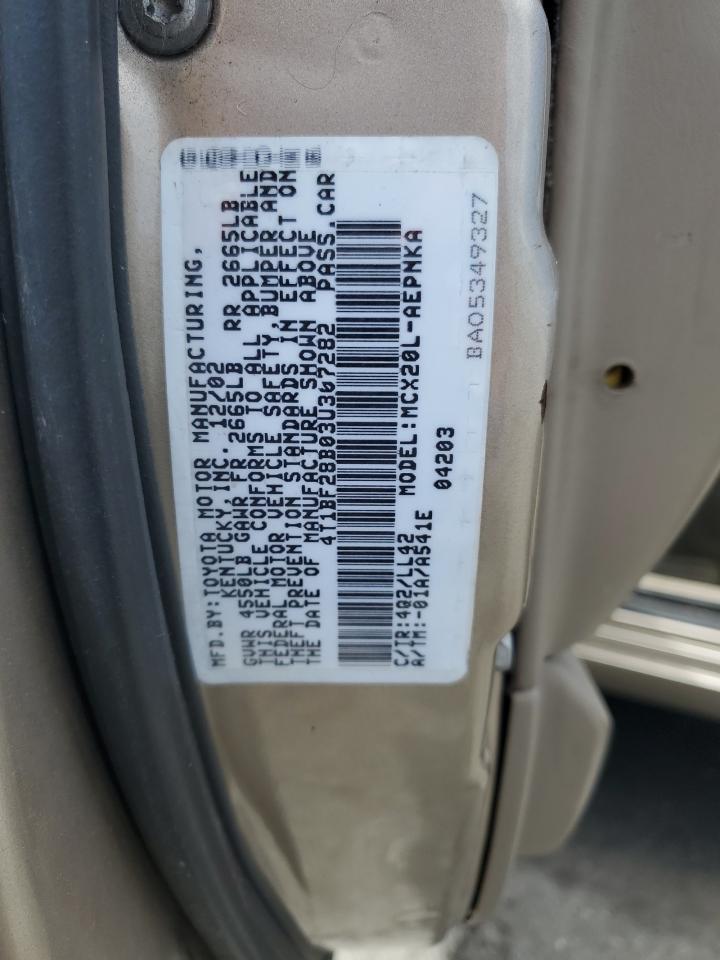 MFD.BY:TOYOTA MOTOR MANUFACTURING,
KENTUCKY,INC. 12/02
GVWR 4550LB GAWR FR 2665LB RR 2665LB
THIS VEHICLE CONFORMS TO ALL APPLICABLE
FEDERAL MOTOR VEHICLE SAFETY,BUMPER AND
THEFT PREVENTION STANDARDS IN EFFECT ON
THE DATE OF MANUFACTURE SHOWN ABOVE
4T1BF28B03U307282 PASS.CAR
C/TR:4Q2/LL42 MODEL:MCX20L-AEPNKA
A/TM:-01A/A541E 04203
BA05349327